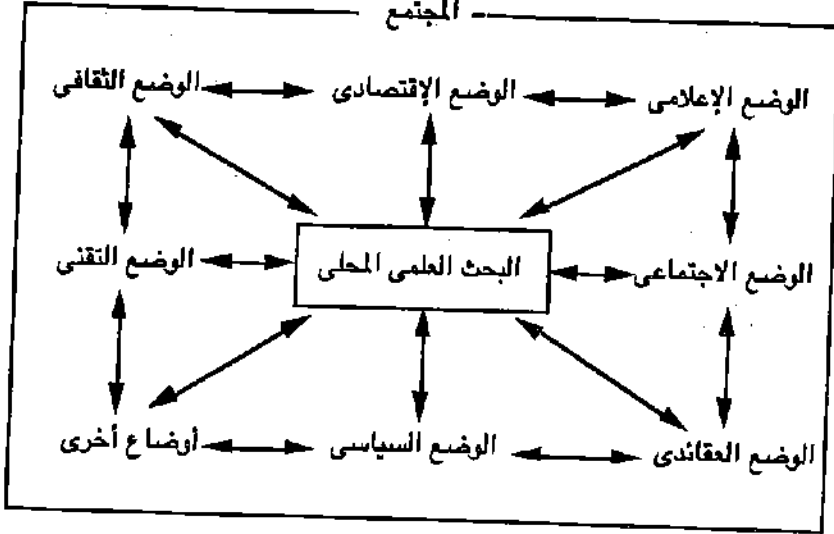 المجتمع
الوضع الإعلامى الوضع الإقتصادى الوضع الثقافى
الوضع الاجتماعى البحث العلمى المحلى الوضع التقنى
الوضع العقائدى الوضع السياسى أوضاع أخرى